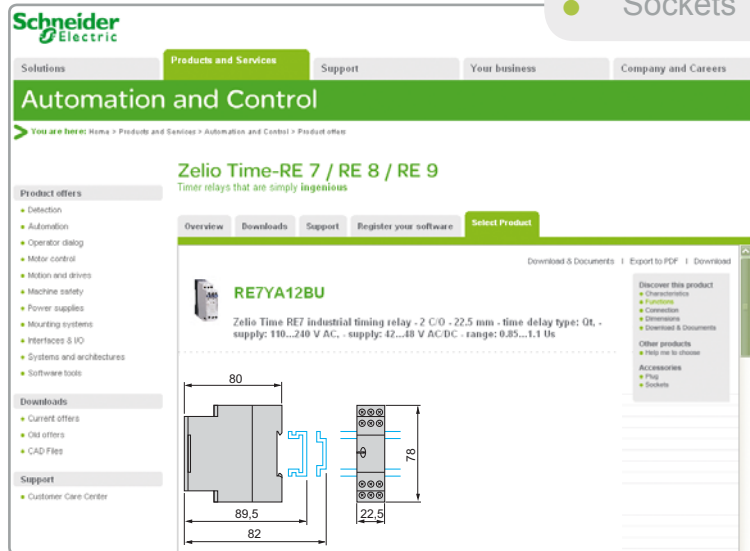 Sockets
Schneider
Electric
Solutions
Products and Services
Support
Your business
Company and Careers
Automation and Control
You are here: Home > Products and Services > Automation and Control > Product offers
Zelio Time-RE 7 / RE 8 / RE 9
Timer relays that are simply ingenious
Product offers
Detection
Automation
Operator dialog
Motor control
Motion and drives
Machine safety
Power supplies
Mounting systems
Interfaces & I/O
Systems and architectures
Software tools
Downloads
Current offers
Old offers
CAD Files
Support
Customer Care Center
Overview
Downloads
Support
Register your software
Select Product
Download & Documents I Export to PDF I Download
RE7YA12BU
Zelio Time RE7 industrial timing relay - 2 C/O - 22.5 mm - time delay type: Qt, -
supply: 110...240 V AC, - supply: 42...48 V AC/DC - range: 0.85...1.1 Us
Discover this product
Characteristics
Functions
Connection
Dimensions
Download & Documents
Other products
Help me to choose
Accessories
Plug
Sockets
80
78
89,5
22,5
82